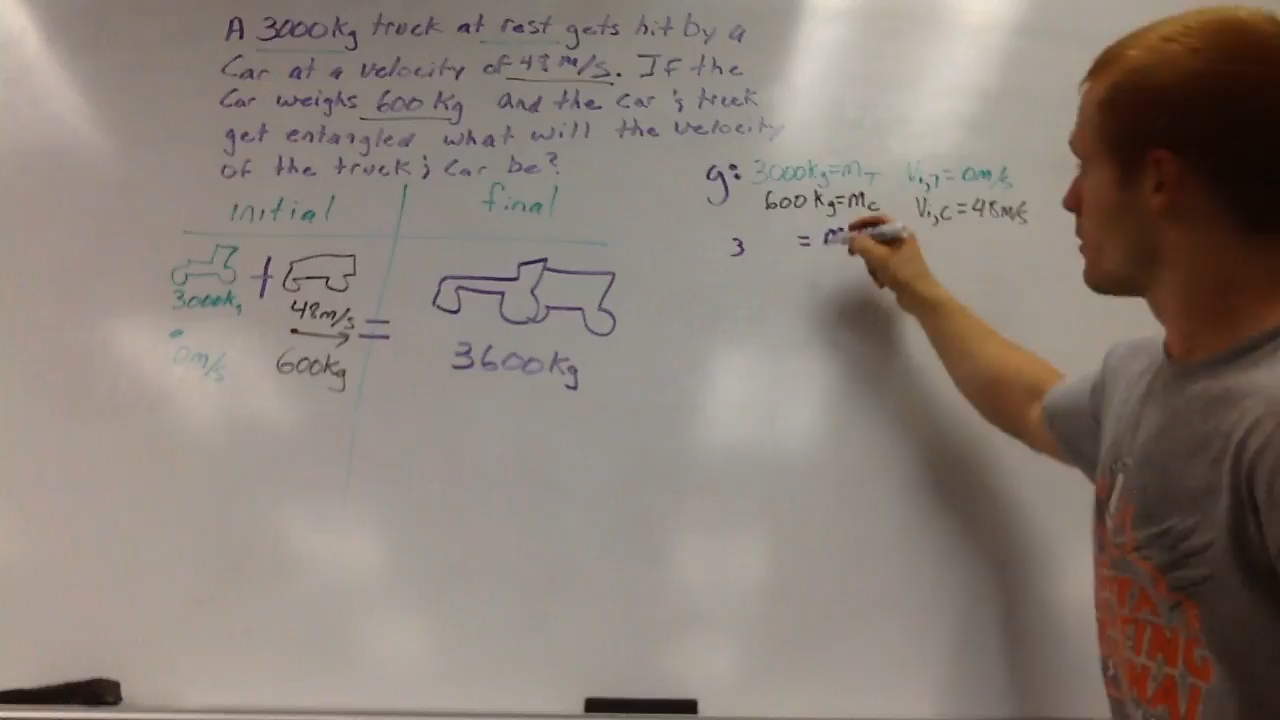 A 3000kg truck at rest gets hit by a
Car at a velocity of 48 m/s. If the
Car weighs 600 Kg and the car & truck
get entangled what will the velocity
of the truck & Car be?
initial
final
3000kg
0m/s
+
48m/s
600kg
=
3600kg
g: 3000kg=mT Vi,T=0m/s
600kg=mc Vi,c=48m/s
3 = m